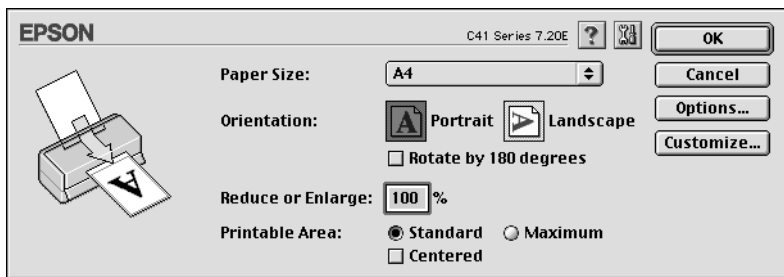 EPSON
C41 Series 7.20E ?
Paper Size: A4
Orientation: A Portrait A Landscape
Rotate by 180 degrees
Reduce or Enlarge: 100 %
Printable Area: Standard Maximum
Centered
OK
Cancel
Options...
Customize...
A